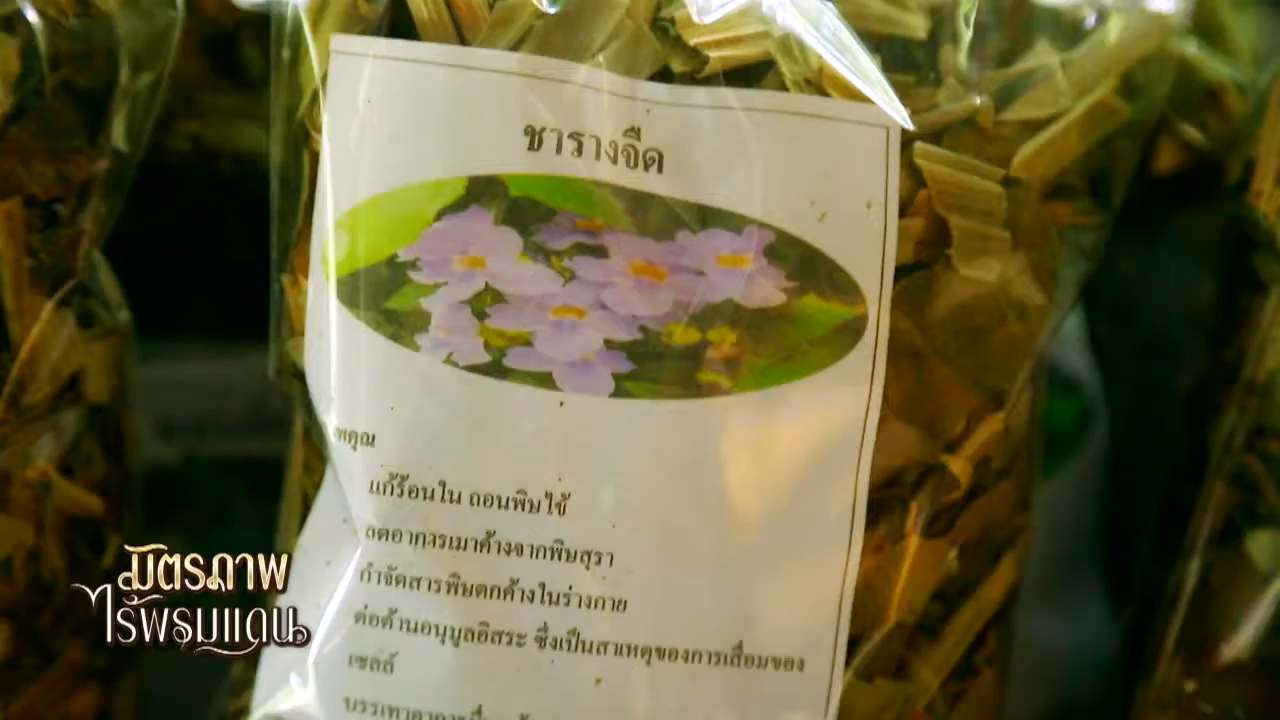 ชารางจืด
แก้ร้อนใน ถอนพิษไข้
ลดอาการเมาค้างจากพิษสุรา
กำจัดสารพิษตกค้างในร่างกาย
ต่อต้านอนุมูลอิสระ ซึ่งเป็นสาเหตุของการเสื่อมของ
เซลล์
มิตรภาพ
ไร้พรมแดน